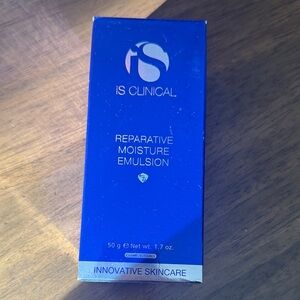 iS
iS CLINICAL
REPARATIVE
MOISTURE
EMULSION
50 g e Net wt. 1.7 oz.
INNOVATIVE SKINCARE